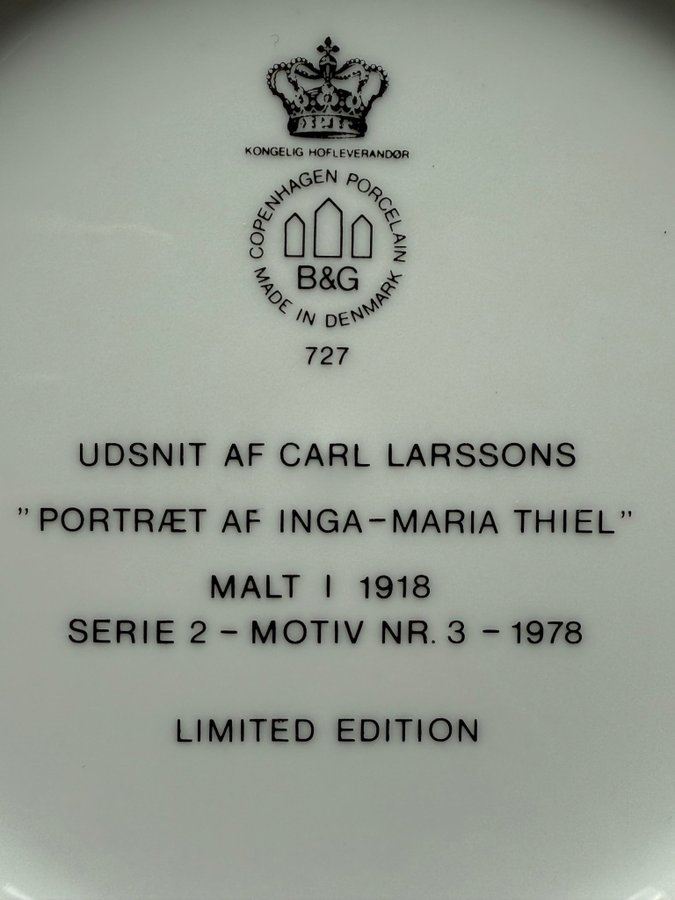 KONGELIG HOFLEVERANDØR
COPENHAGEN PORCELAIN
B&G
MADE IN DENMARK
727
UDSNIT AF CARL LARSSONS
"PORTRÆT AF INGA-MARIA THIEL"
MALT I 1918
SERIE 2 - MOTIV NR. 3 - 1978
LIMITED EDITION